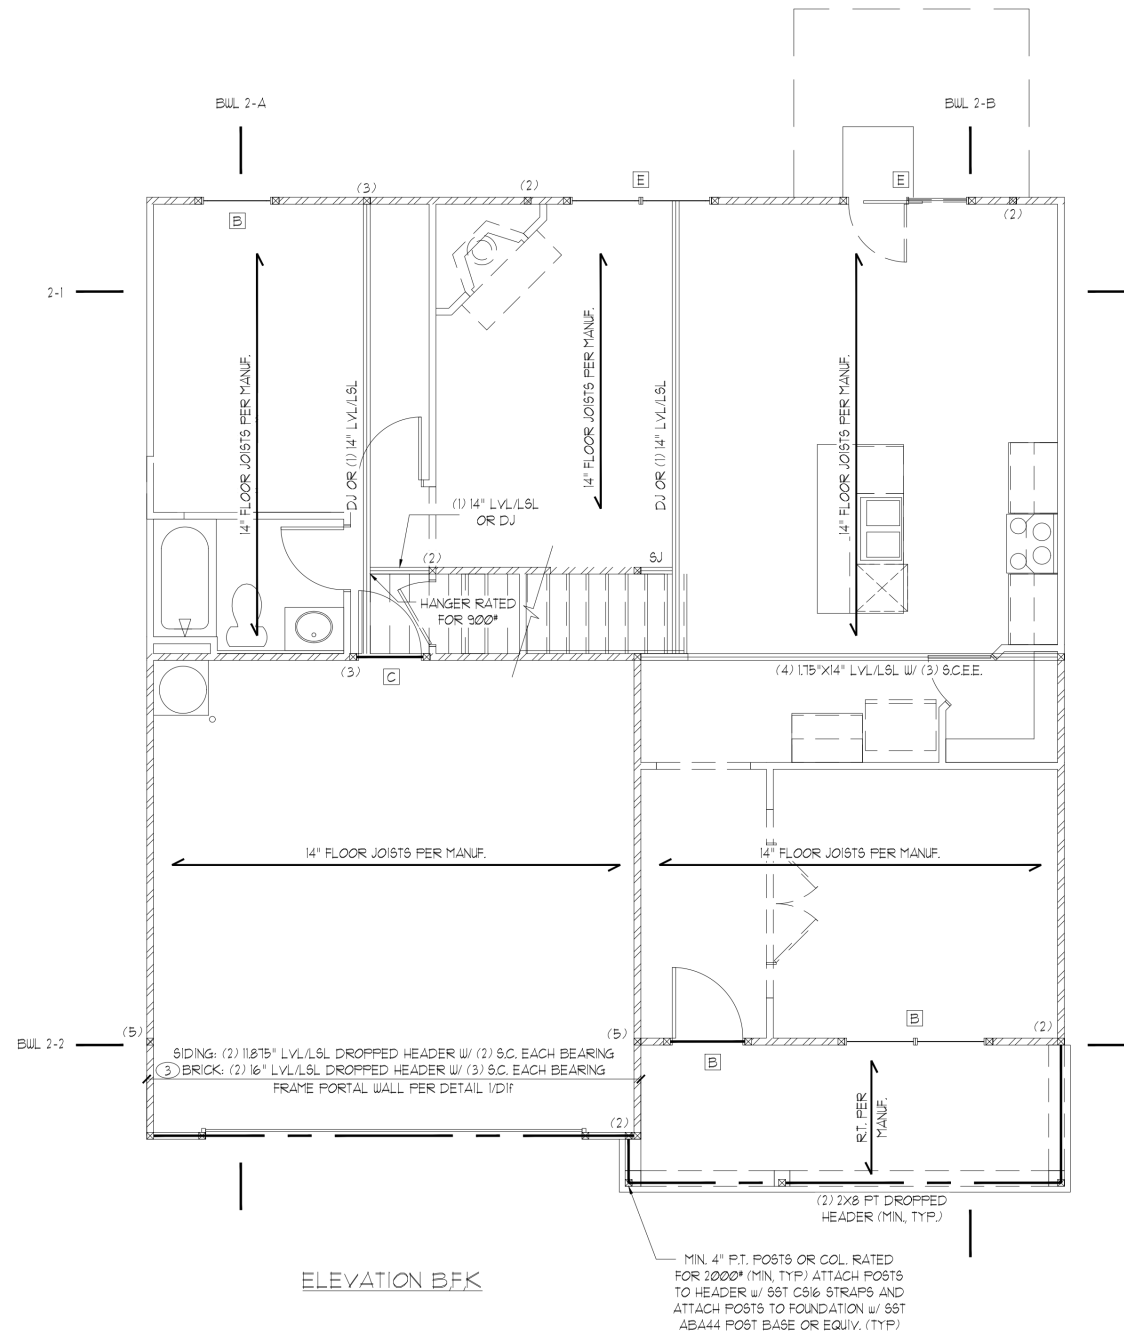 BWL 2-A
BWL 2-B
(3)
(2)
E
E
(2)
B
2-1
14" FLOOR JOISTS PER MANUF.
DJ OR (1) 14" LVL/LSL
14" FLOOR JOISTS PER MANUF.
DJ OR (1) 14" LVL/LSL
14" FLOOR JOISTS PER MANUF.
(1) 14" LVL/LSL
OR DJ
(2)
SJ
HANGER RATED
FOR 900#
(3)
C
(4) 1.75"X14" LVL/LSL W/ (3) S.C.E.E.
14" FLOOR JOISTS PER MANUF.
14" FLOOR JOISTS PER MANUF.
BWL 2-2
(5)
(5)
B
(2)
B
SIDING: (2) 11.875" LVL/LSL DROPPED HEADER W/ (2) S.C. EACH BEARING
3 BRICK: (2) 16" LVL/LSL DROPPED HEADER W/ (3) S.C. EACH BEARING
FRAME PORTAL WALL PER DETAIL 1/D1f
(2)
R.T. PER
MANUF.
(2) 2X8 PT DROPPED
HEADER (MIN., TYP.)
ELEVATION B,F,K
MIN. 4" P.T. POSTS OR COL. RATED
FOR 2000# (MIN, TYP) ATTACH POSTS
TO HEADER w/ SST CS16 STRAPS AND
ATTACH POSTS TO FOUNDATION w/ SST
ABA44 POST BASE OR EQUIV. (TYP)